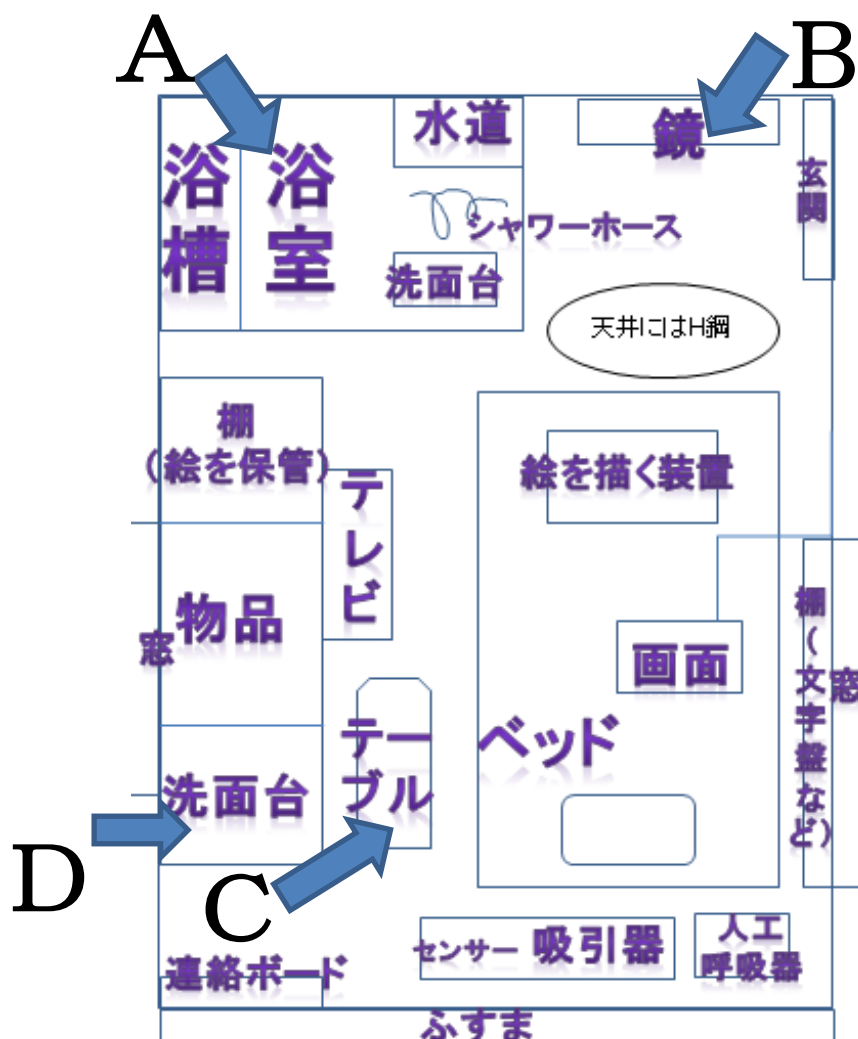 A
B
水道
鏡
浴槽
浴室
玄関
シャワーホース
洗面台
天井にはH鋼
棚
（絵を保管）
テレビ
絵を描く装置
物品
窓
画面
棚（文字盤など）
窓
テー
ブル
ベッド
洗面台
D
C
センサー 吸引器
人工
呼吸器
連絡ボード
ふすま